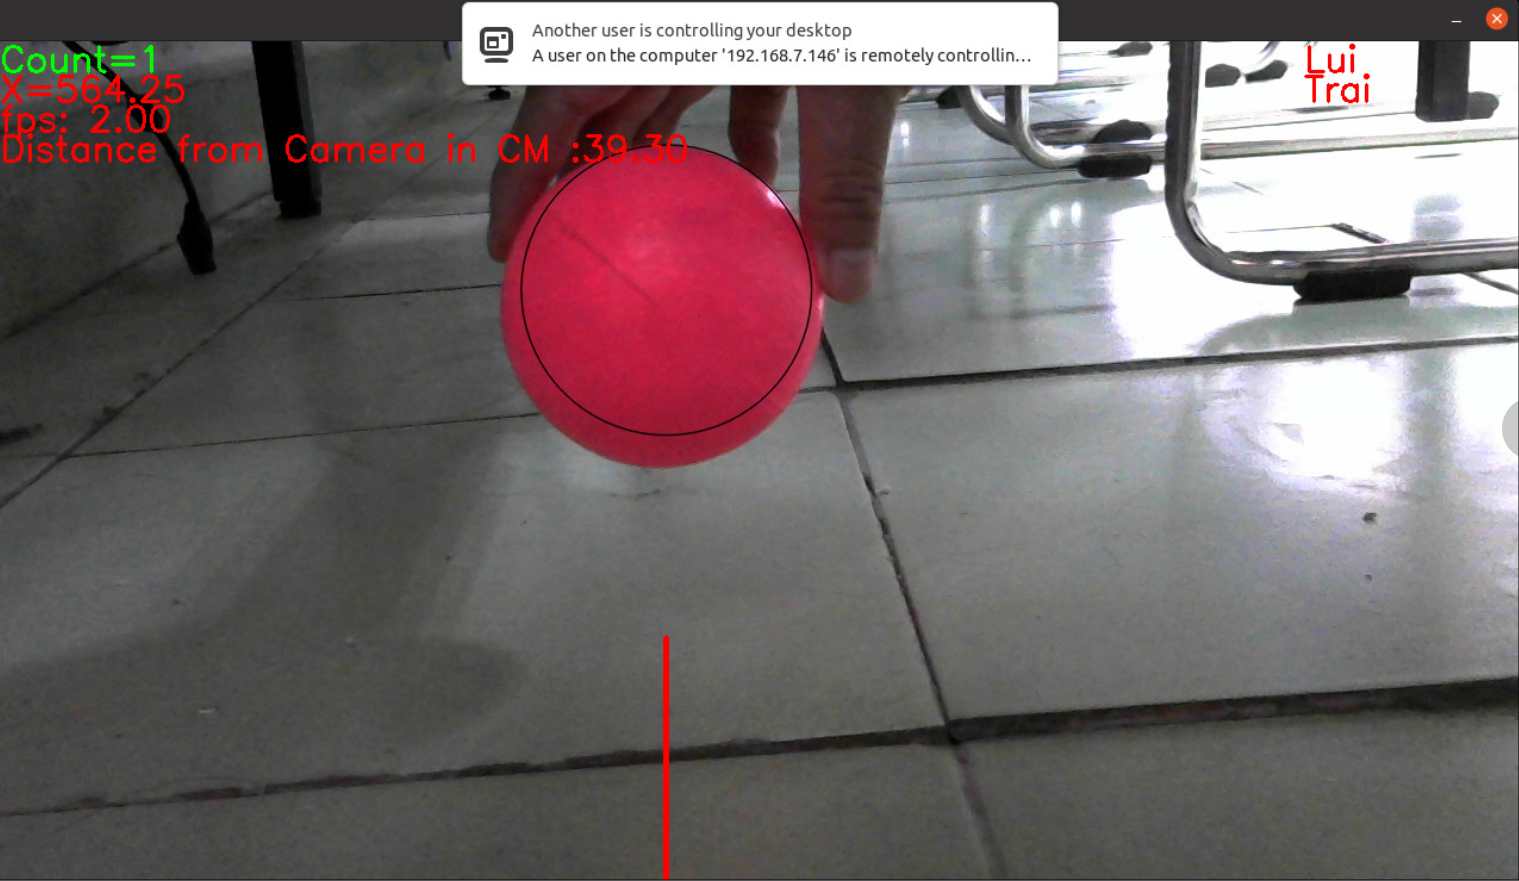 Another user is controlling your desktop
A user on the computer '192.168.7.146' is remotely controllin...
Count=1
X=564.25
fps: 2.00
Distance from Camera in CM :39.30
Lui
Trai